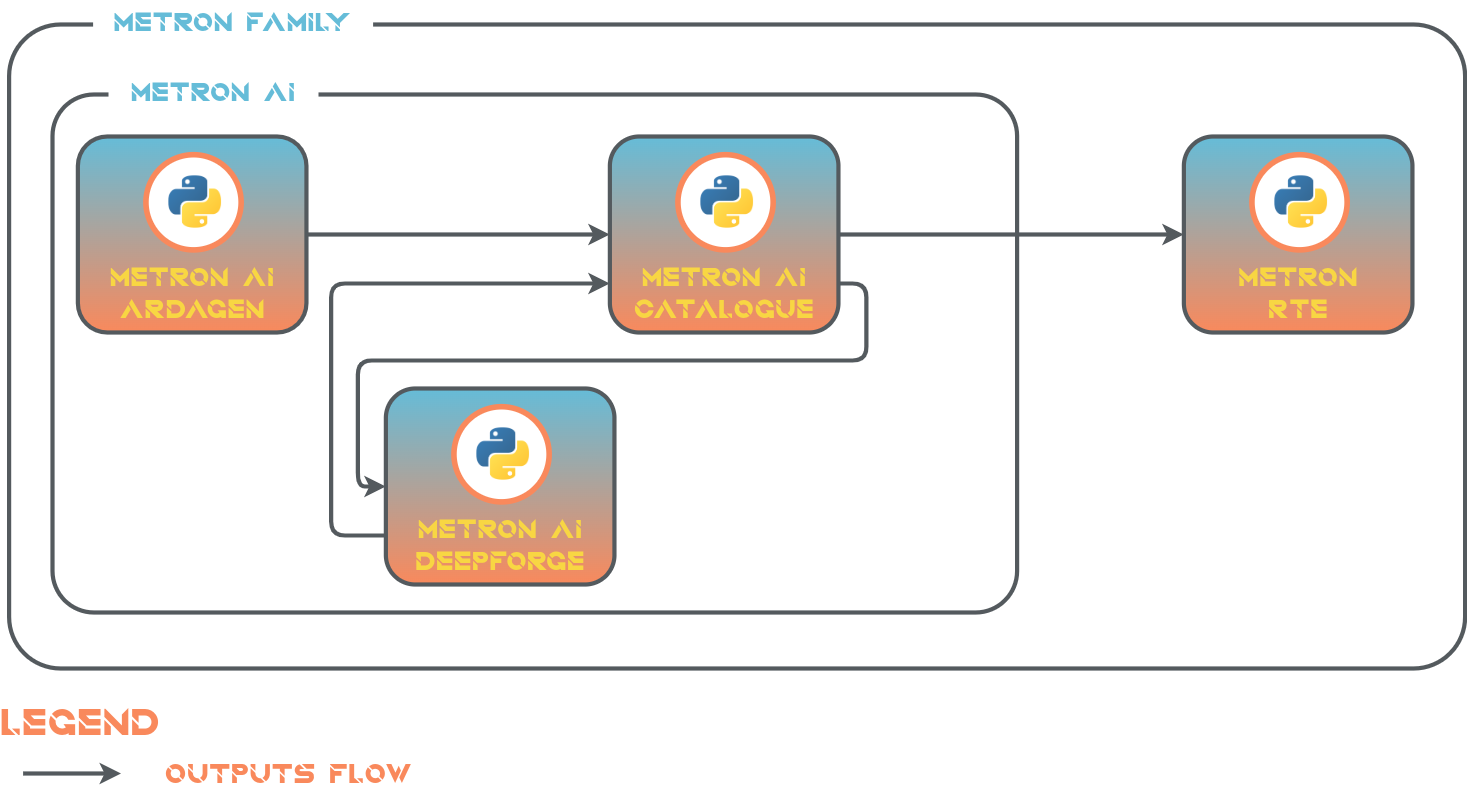 METRON FAMILY
METRON Ai
METRON Ai
ARDAGEN
METRON Ai
CATALOGUE
METRON
RTE
METRON Ai
DEEPFORGE
LEGEND
OUTPUTS FLOW